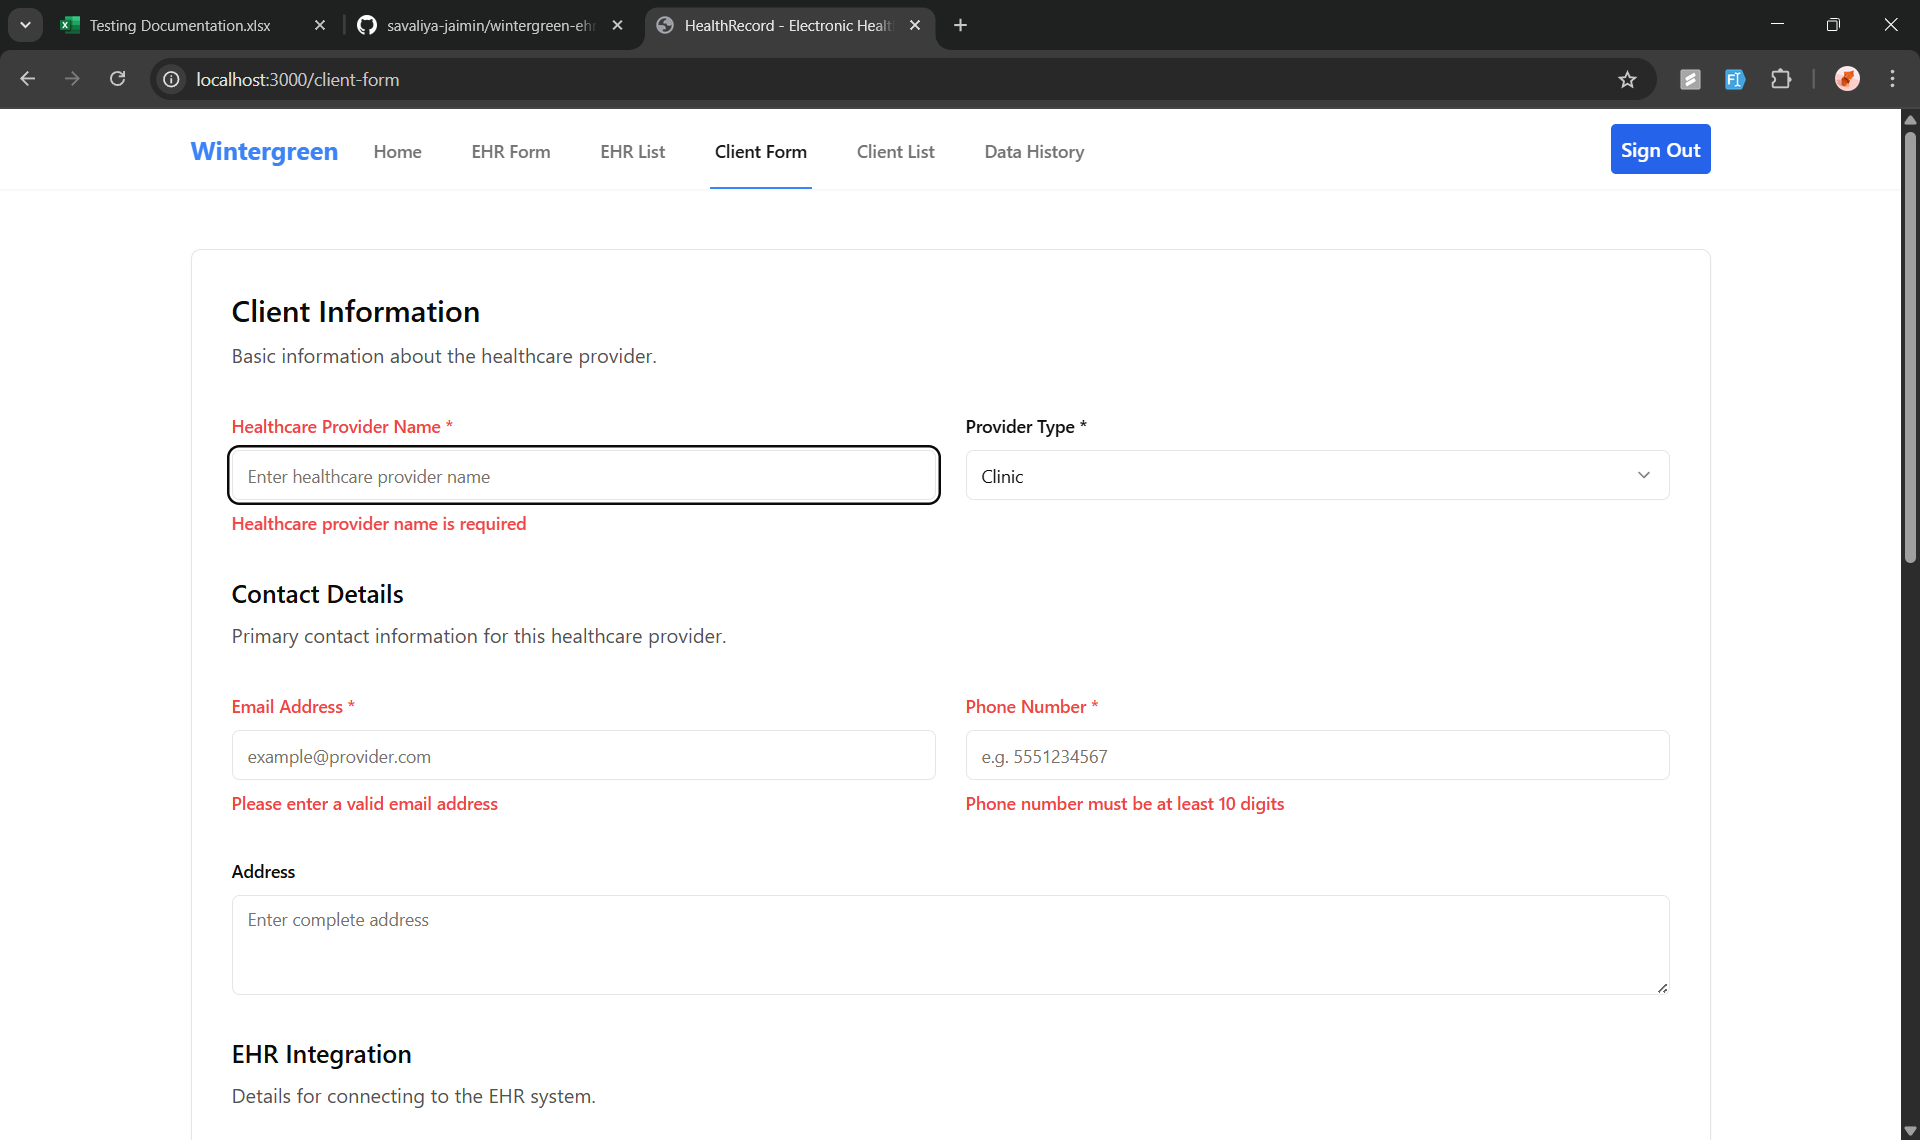 Testing Documentation.xlsx
savaliya-jaimin/wintergreen-ehr
HealthRecord - Electronic Healt
localhost:3000/client-form
Wintergreen
Home
EHR Form
EHR List
Client Form
Client List
Data History
Sign Out
Client Information
Basic information about the healthcare provider.
Healthcare Provider Name *
Provider Type *
Enter healthcare provider name
Clinic
Healthcare provider name is required
Contact Details
Primary contact information for this healthcare provider.
Email Address *
Phone Number *
example@provider.com
e.g. 5551234567
Please enter a valid email address
Phone number must be at least 10 digits
Address
Enter complete address
EHR Integration
Details for connecting to the EHR system.